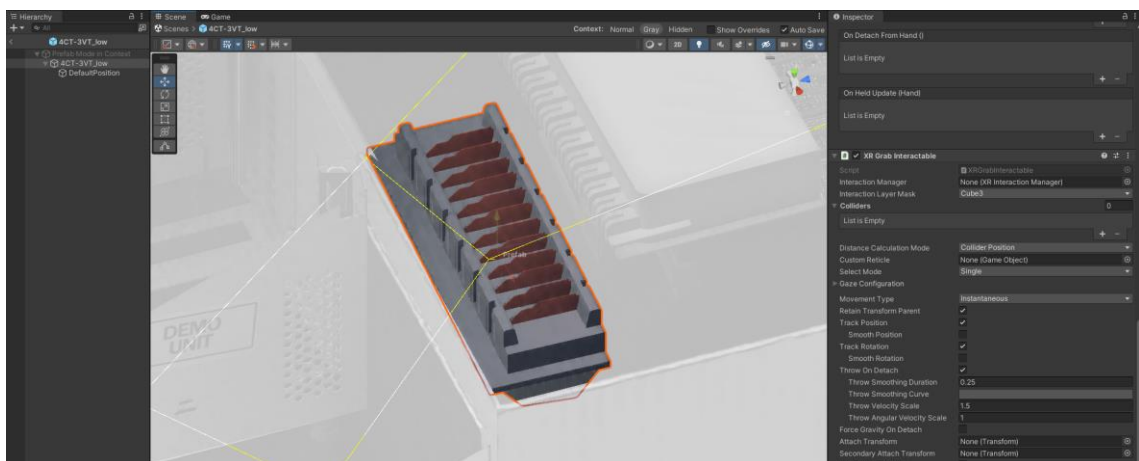 Hierarchy
All
4CT-3VT_low
Prefab Mode in Context
4CT-3VT_low
DefaultPosition
Scene Game
Scenes > 4CT-3VT_low
Context: Normal Gray Hidden Show Overrides Auto Save
2D
Prefab
DEMO
UNIT
Inspector
On Detach From Hand ()
List is Empty
+ -
On Held Update (Hand)
List is Empty
+ -
XR Grab Interactable
Script XRGrabInteractable
Interaction Manager None (XR Interaction Manager)
Interaction Layer Mask Cube3
Colliders 0
List is Empty
+ -
Distance Calculation Mode Collider Position
Custom Reticle None (Game Object)
Select Mode Single
Gaze Configuration
Movement Type Instantaneous
Retain Transform Parent
Track Position
Smooth Position
Track Rotation
Smooth Rotation
Throw On Detach
Throw Smoothing Duration 0.25
Throw Smoothing Curve
Throw Velocity Scale 1.5
Throw Angular Velocity Scale 1
Force Gravity On Detach
Attach Transform None (Transform)
Secondary Attach Transform None (Transform)